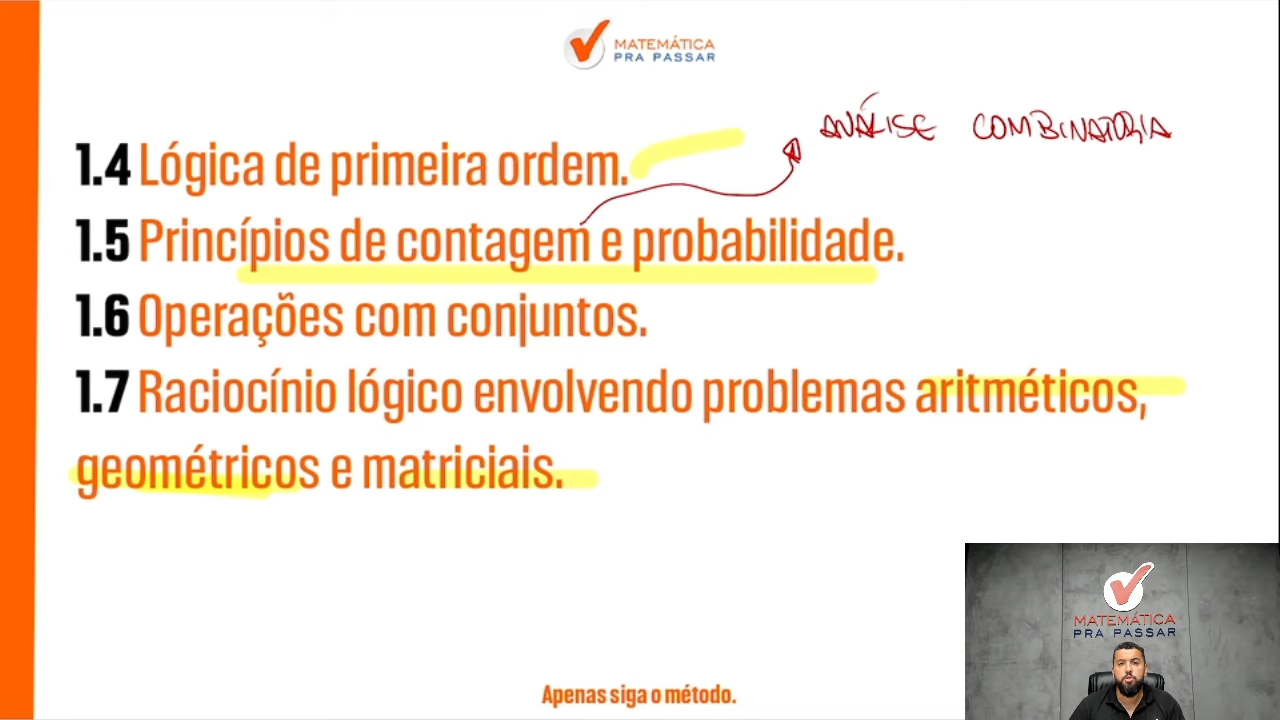 MATEMÁTICA
PRA PASSAR
ANÁLISE COMBINATÓRIA
1.4 Lógica de primeira ordem.
1.5 Princípios de contagem e probabilidade.
1.6 Operações com conjuntos.
1.7 Raciocínio lógico envolvendo problemas aritméticos,
geométricos e matriciais.
MATEMÁTICA
PRA PASSAR
Apenas siga o método.